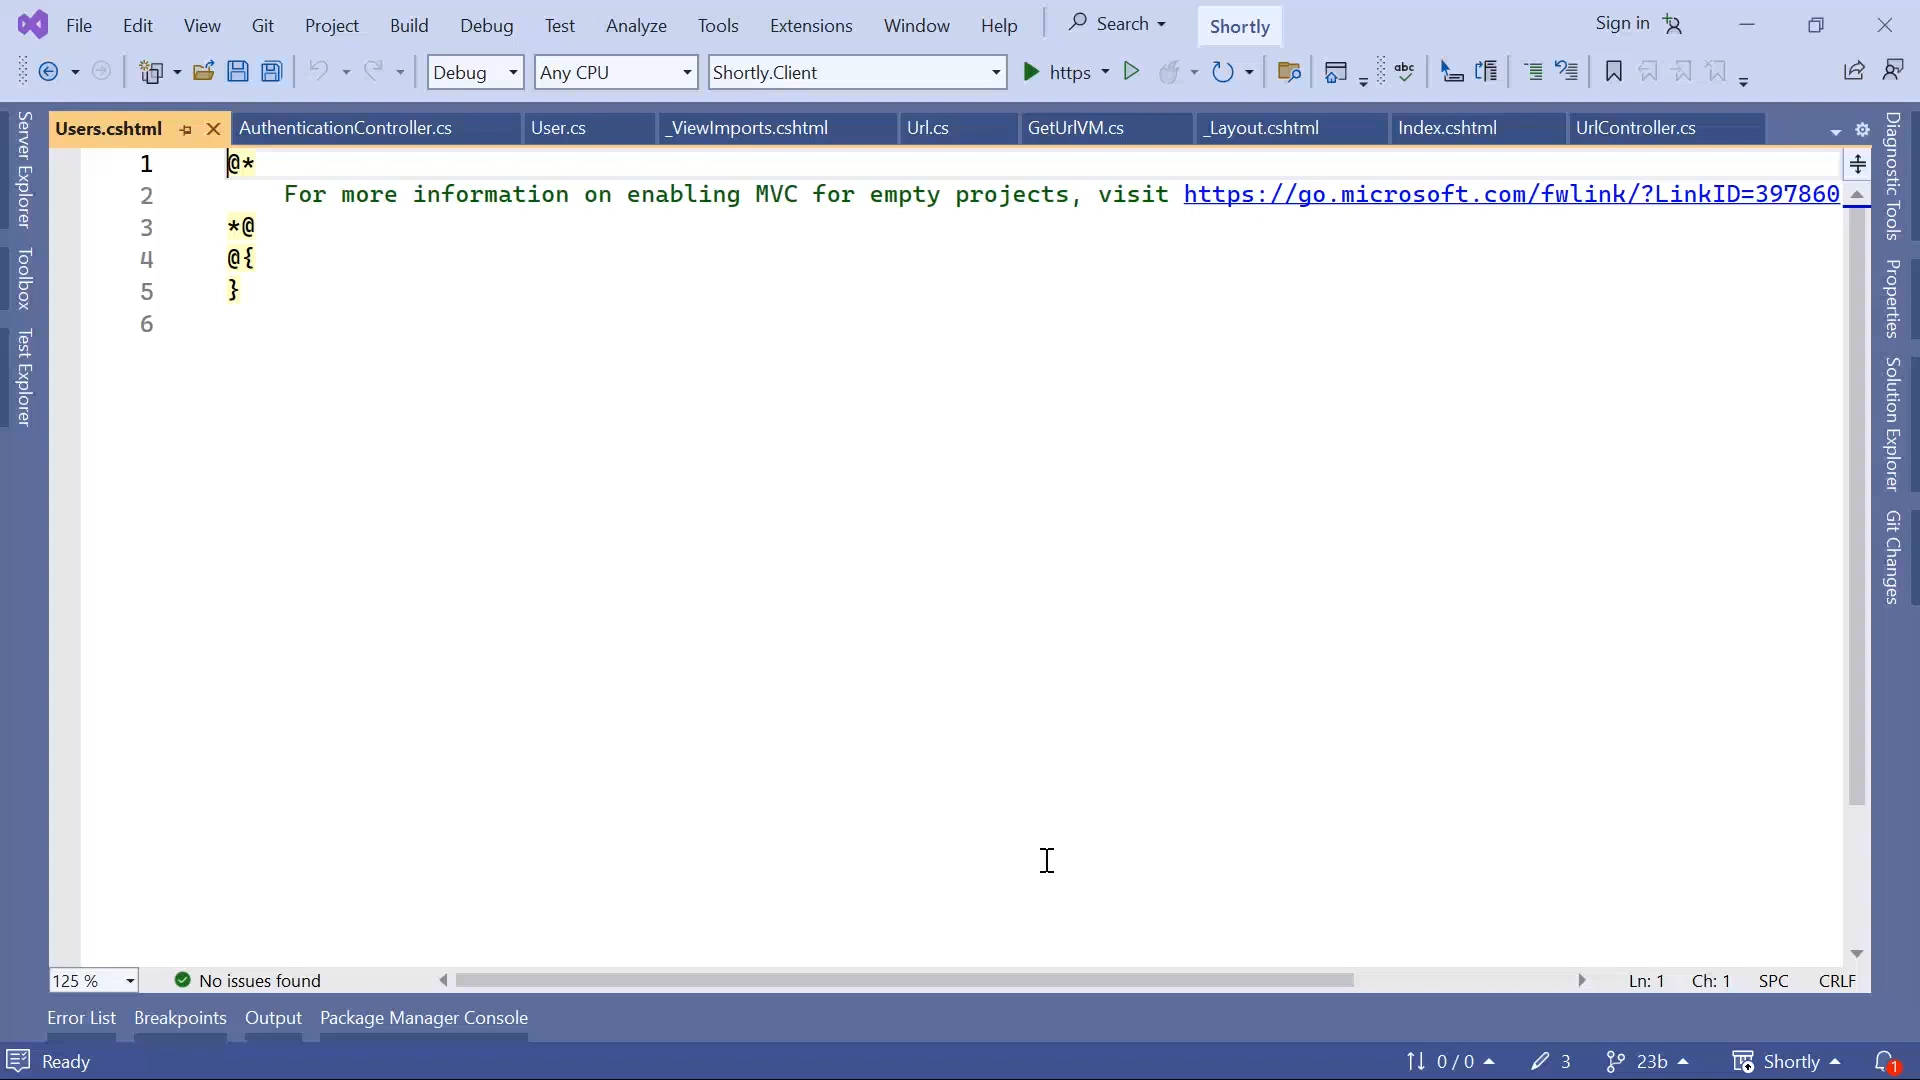 File Edit View Git Project Build Debug Test Analyze Tools Extensions Window Help Search Shortly Sign in
Debug Any CPU Shortly.Client https abc
Users.cshtml AuthenticationController.cs User.cs _ViewImports.cshtml Url.cs GetUrlVM.cs _Layout.cshtml Index.cshtml UrlController.cs
Server Explorer
Toolbox
Test Explorer
1 @*
2 For more information on enabling MVC for empty projects, visit https://go.microsoft.com/fwlink/?LinkID=397860
3 *@
4 @{
5 }
6
Diagnostic Tools
Properties
Solution Explorer
Git Changes
125 % No issues found Ln: 1 Ch: 1 SPC CRLF
Error List Breakpoints Output Package Manager Console
Ready 0 / 0 3 23b Shortly 1